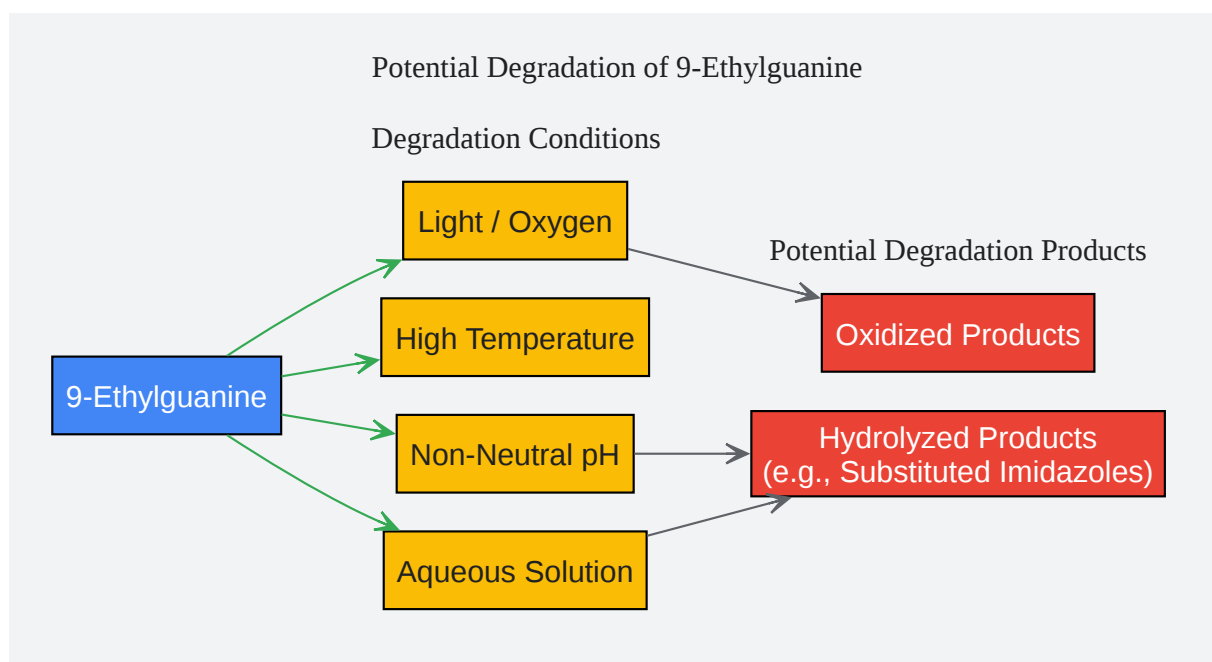 Potential Degradation of 9-Ethylguanine
Degradation Conditions
Light / Oxygen
Potential Degradation Products
Oxidized Products
High Temperature
9-Ethylguanine
Non-Neutral pH
Hydrolyzed Products
(e.g., Substituted Imidazoles)
Aqueous Solution